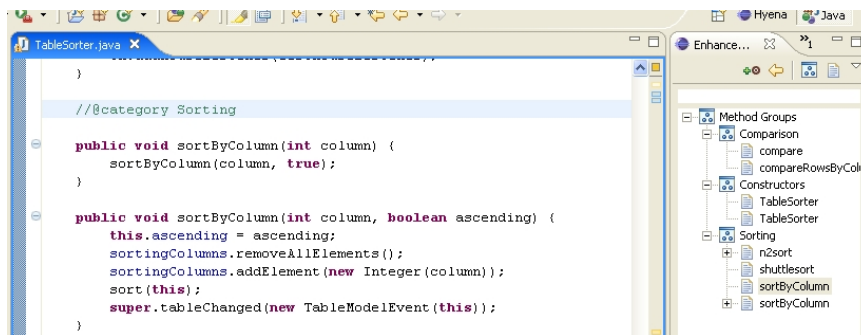 Hyena Java
TableSorter.java
}
//@category Sorting
public void sortByColumn(int column) {
sortByColumn(column, true);
}
public void sortByColumn(int column, boolean ascending) {
this.ascending = ascending;
sortingColumns.removeAllElements();
sortingColumns.addElement(new Integer(column));
sort(this);
super.tableChanged(new TableModelEvent(this));
}
Enhance... »1
Method Groups
Comparison
compare
compareRowsByColu
Constructors
TableSorter
TableSorter
Sorting
n2sort
shuttlesort
sortByColumn
sortByColumn